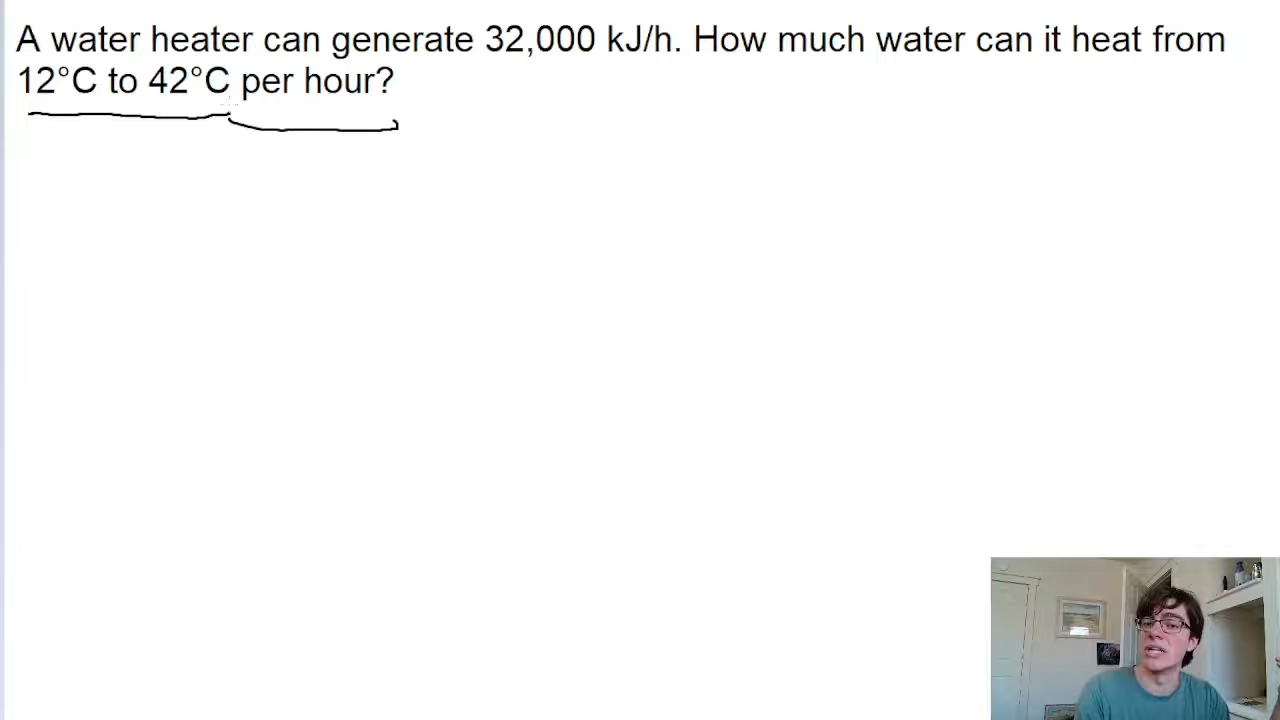 A water heater can generate 32,000 kJ/h. How much water can it heat from
12°C to 42°C per hour?